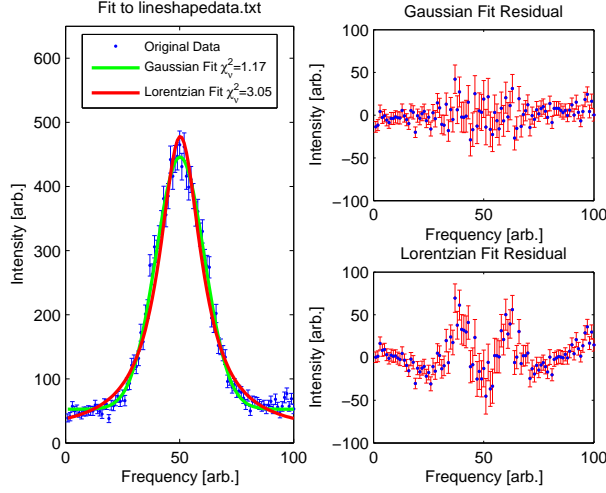 Fit to lineshapedata.txt
Original Data
Gaussian Fit χ²ᵥ=1.17
Lorentzian Fit χ²ᵥ=3.05
Intensity [arb.]
600
500
400
300
200
100
0
0 50 100
Frequency [arb.]
Gaussian Fit Residual
Intensity [arb.]
100
50
0
−50
−100
0 50 100
Frequency [arb.]
Lorentzian Fit Residual
Intensity [arb.]
100
50
0
−50
−100
0 50 100
Frequency [arb.]